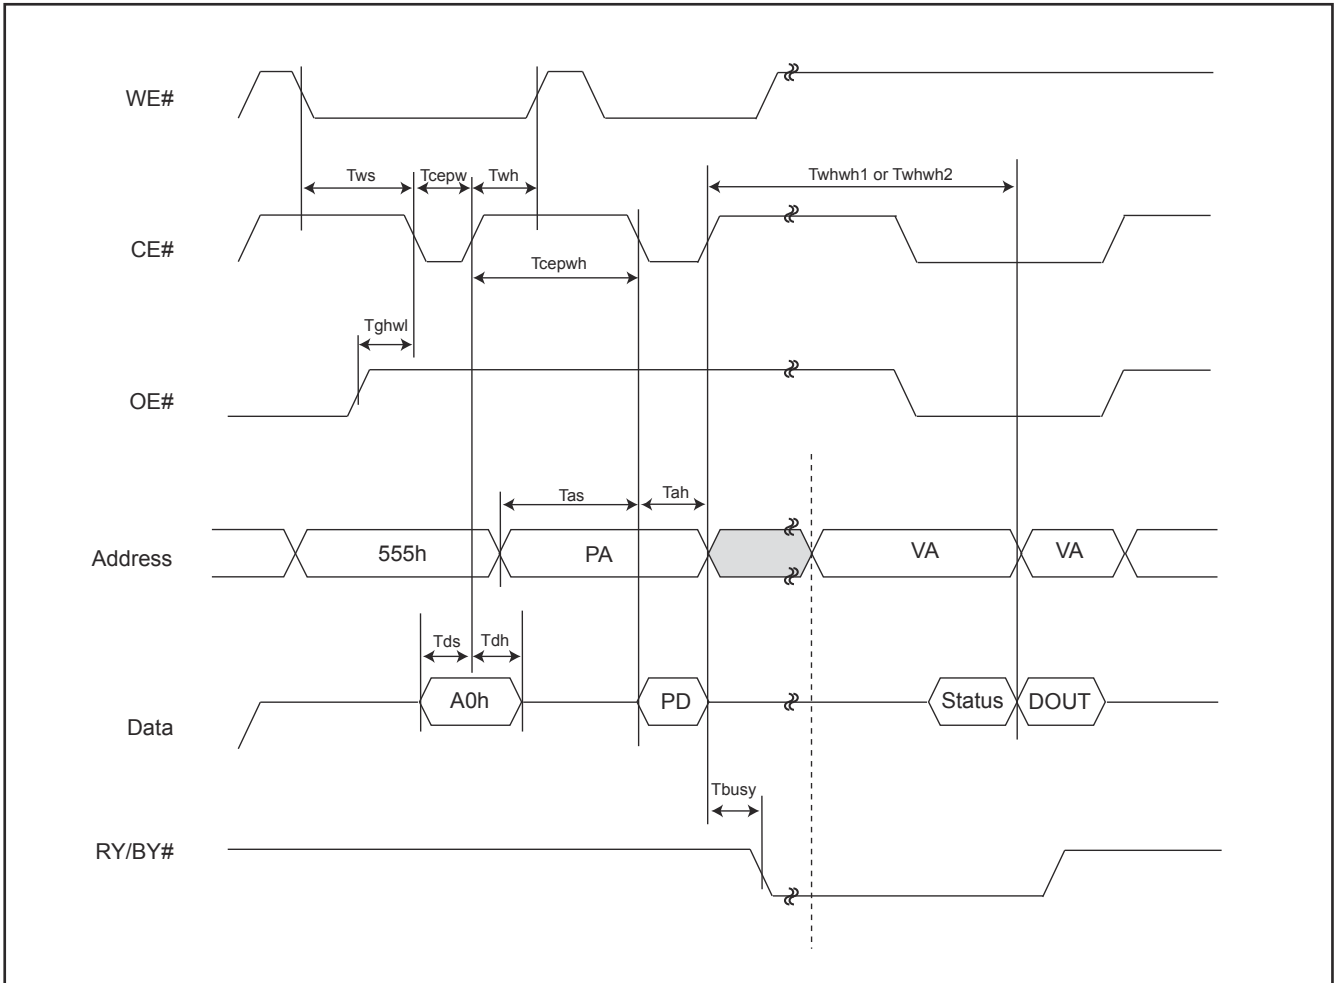 WE#
Tws Tcepw Twh Twhwh1 or Twhwh2
CE#
Tcepwh
Tghwl
OE#
Tas Tah
Address 555h PA VA VA
Tds Tdh
Data A0h PD Status DOUT
Tbusy
RY/BY#